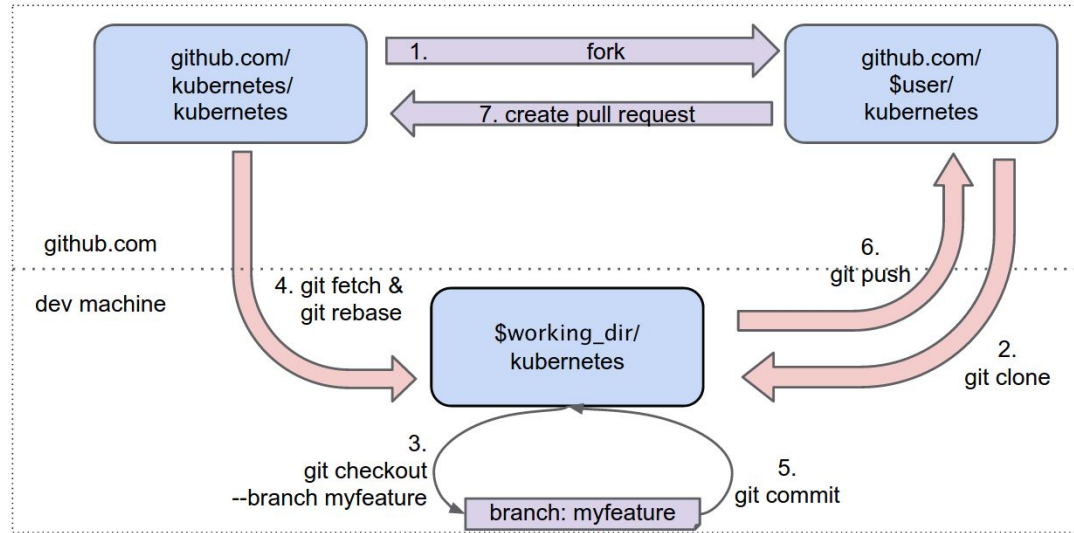 github.com/
kubernetes/
kubernetes
1. fork
7. create pull request
github.com/
$user/
kubernetes
github.com
dev machine
4. git fetch &
git rebase
$working_dir/
kubernetes
6.
git push
2.
git clone
3.
git checkout
--branch myfeature
5.
git commit
branch: myfeature